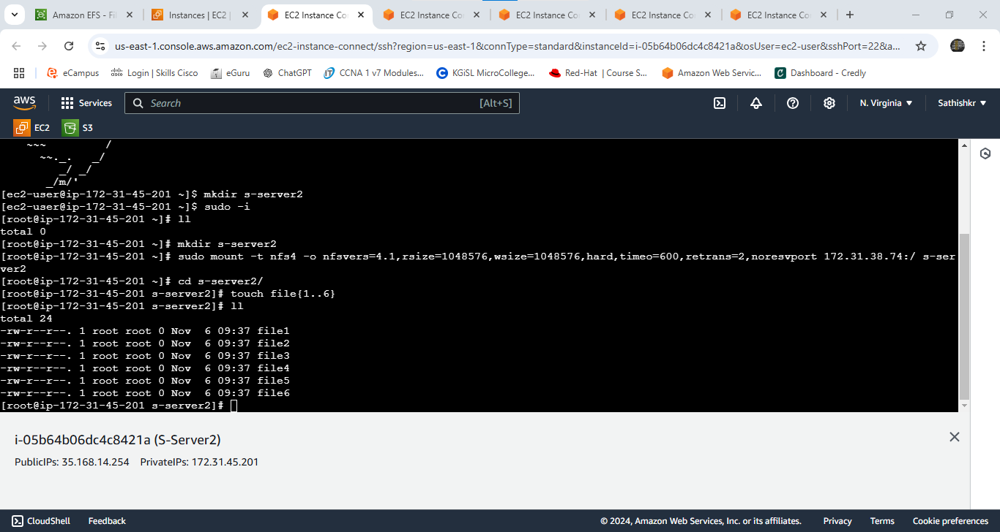 Amazon EFS - Fil
Instances | EC2 |
EC2 Instance Co
EC2 Instance Co
EC2 Instance Co
EC2 Instance Co
EC2 Instance Co
us-east-1.console.aws.amazon.com/ec2-instance-connect/ssh?region=us-east-1&connType=standard&instanceId=i-05b64b06dc4c8421a&osUser=ec2-user&sshPort=22&a...
eCampus
Login | Skills Cisco
eGuru
ChatGPT
CCNA 1 v7 Modules...
KGiSL MicroCollege...
Red-Hat | Course S...
Amazon Web Servic...
Dashboard - Credly
aws
Services
Search
[Alt+S]
N. Virginia
Sathishkr
EC2
S3
~~~ /
~~._. _/
_/ _/
_/m/'
[ec2-user@ip-172-31-45-201 ~]$ mkdir s-server2
[ec2-user@ip-172-31-45-201 ~]$ sudo -i
[root@ip-172-31-45-201 ~]# ll
total 0
[root@ip-172-31-45-201 ~]# mkdir s-server2
[root@ip-172-31-45-201 ~]# sudo mount -t nfs4 -o nfsvers=4.1,rsize=1048576,wsize=1048576,hard,timeo=600,retrans=2,noresvport 172.31.38.74:/ s-ser
ver2
[root@ip-172-31-45-201 ~]# cd s-server2/
[root@ip-172-31-45-201 s-server2]# touch file{1..6}
[root@ip-172-31-45-201 s-server2]# ll
total 24
-rw-r--r--. 1 root root 0 Nov  6 09:37 file1
-rw-r--r--. 1 root root 0 Nov  6 09:37 file2
-rw-r--r--. 1 root root 0 Nov  6 09:37 file3
-rw-r--r--. 1 root root 0 Nov  6 09:37 file4
-rw-r--r--. 1 root root 0 Nov  6 09:37 file5
-rw-r--r--. 1 root root 0 Nov  6 09:37 file6
[root@ip-172-31-45-201 s-server2]#
i-05b64b06dc4c8421a (S-Server2)
PublicIPs: 35.168.14.254 PrivateIPs: 172.31.45.201
CloudShell
Feedback
© 2024, Amazon Web Services, Inc. or its affiliates.
Privacy
Terms
Cookie preferences